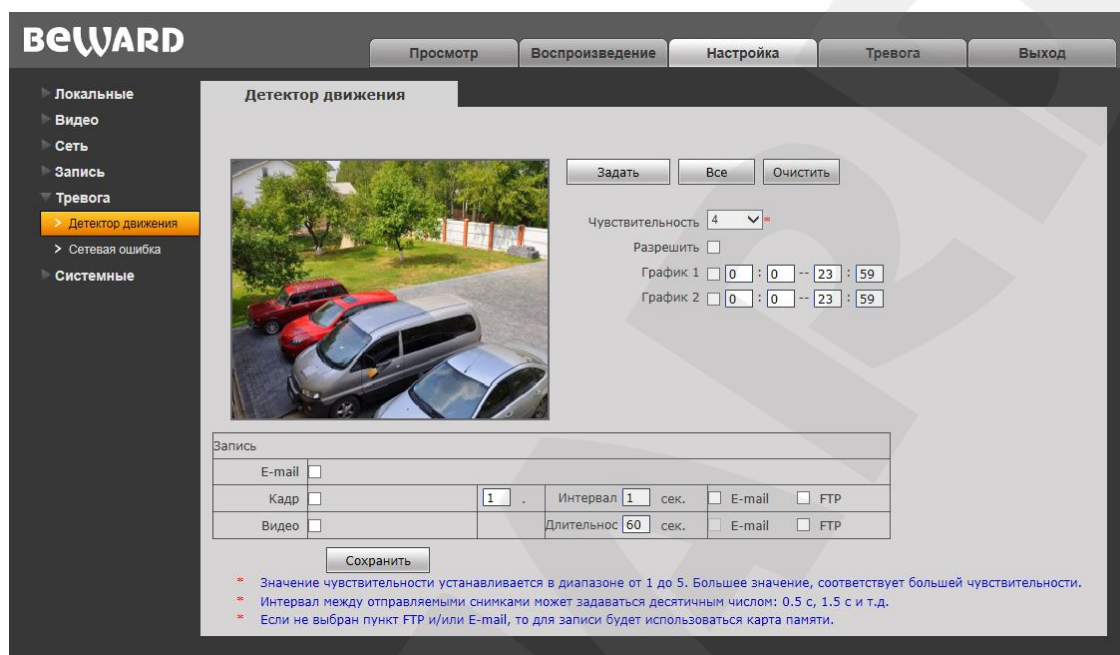 BEWARD
Просмотр Воспроизведение Настройка Тревога Выход
Локальные
Видео
Сеть
Запись
Тревога
> Детектор движения
> Сетевая ошибка
Системные
Детектор движения
Задать Все Очистить
Чувствительность 4 *
Разрешить
График 1 0 : 0 -- 23 : 59
График 2 0 : 0 -- 23 : 59
Запись
E-mail
Кадр 1 . Интервал 1 сек. E-mail FTP
Видео Длительнос 60 сек. E-mail FTP
Сохранить
* Значение чувствительности устанавливается в диапазоне от 1 до 5. Большее значение, соответствует большей чувствительности.
* Интервал между отправляемыми снимками может задаваться десятичным числом: 0.5 с, 1.5 с и т.д.
* Если не выбран пункт FTP и/или E-mail, то для записи будет использоваться карта памяти.